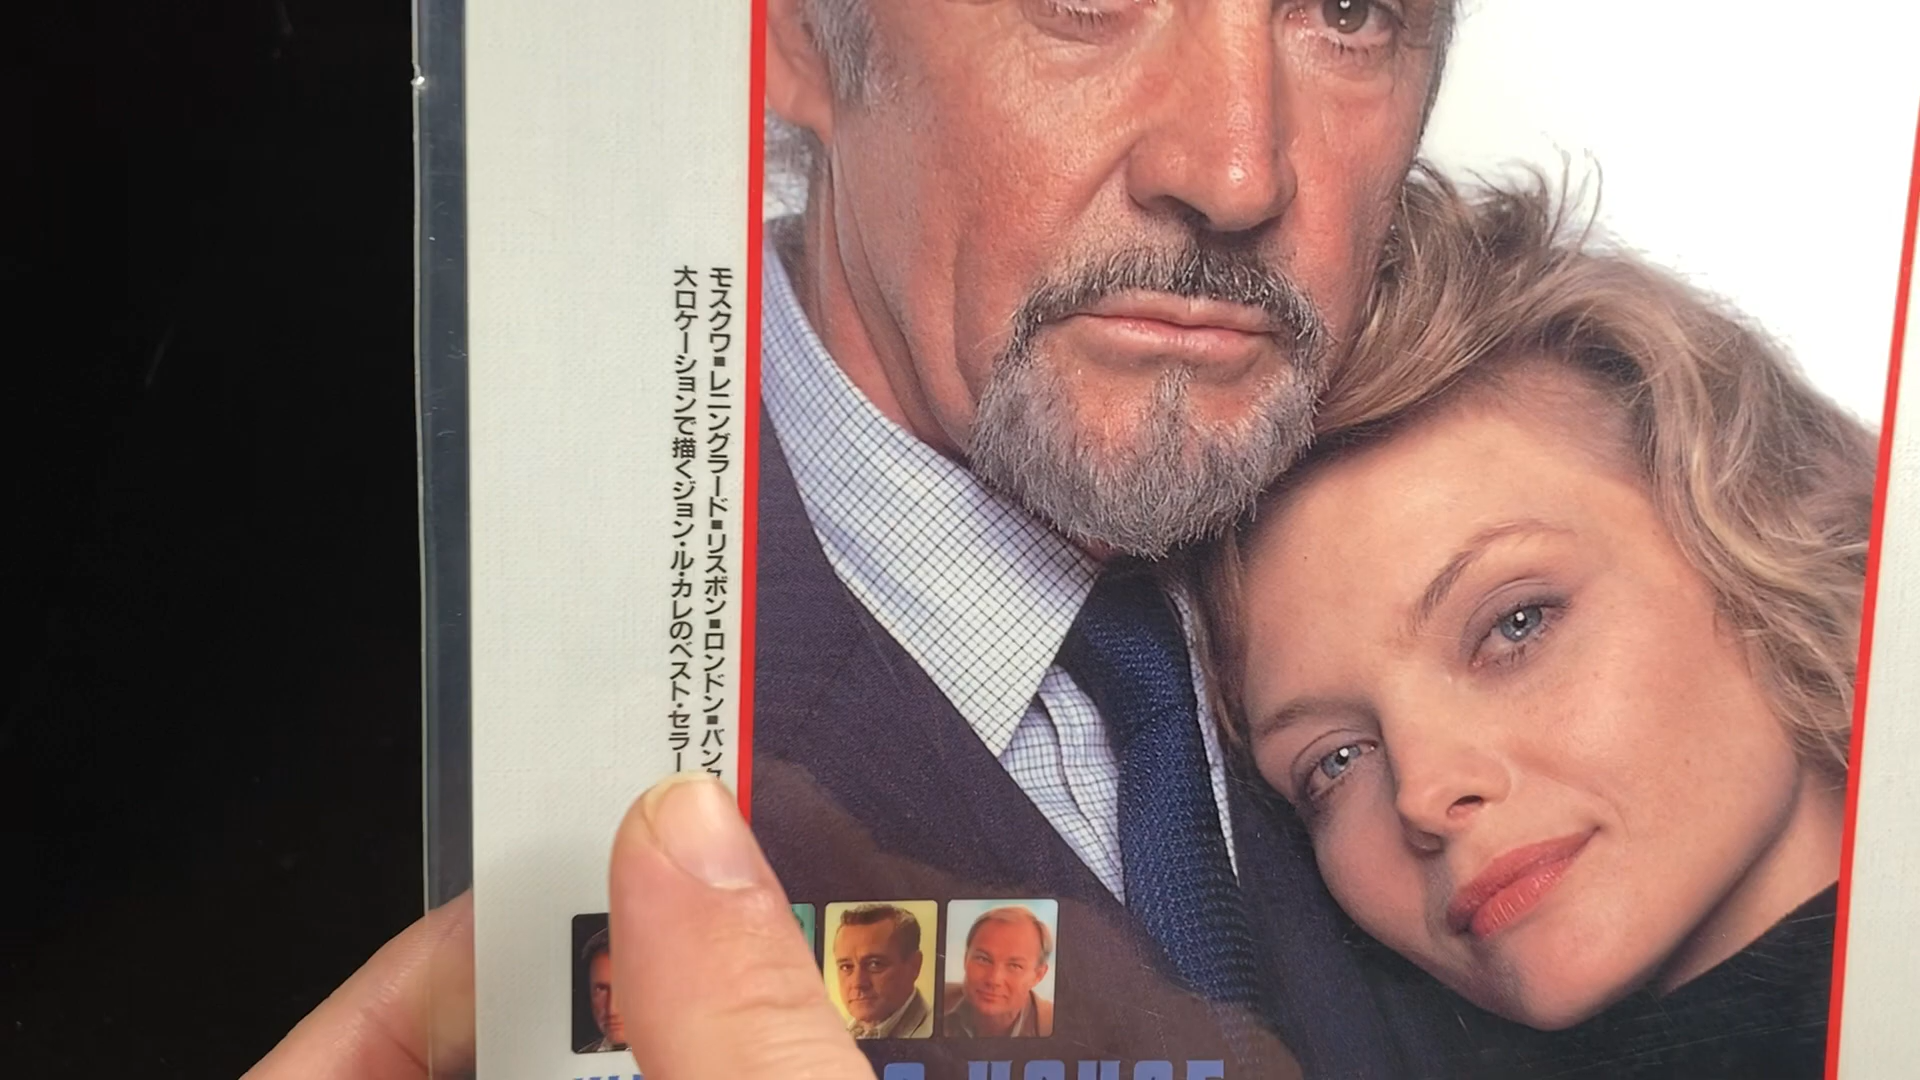 モスクワ■レニングラード■リスボン■ロンドン■バンク
大ロケーションで描くジョン・ル・カレのベスト・セラー
HOUSE